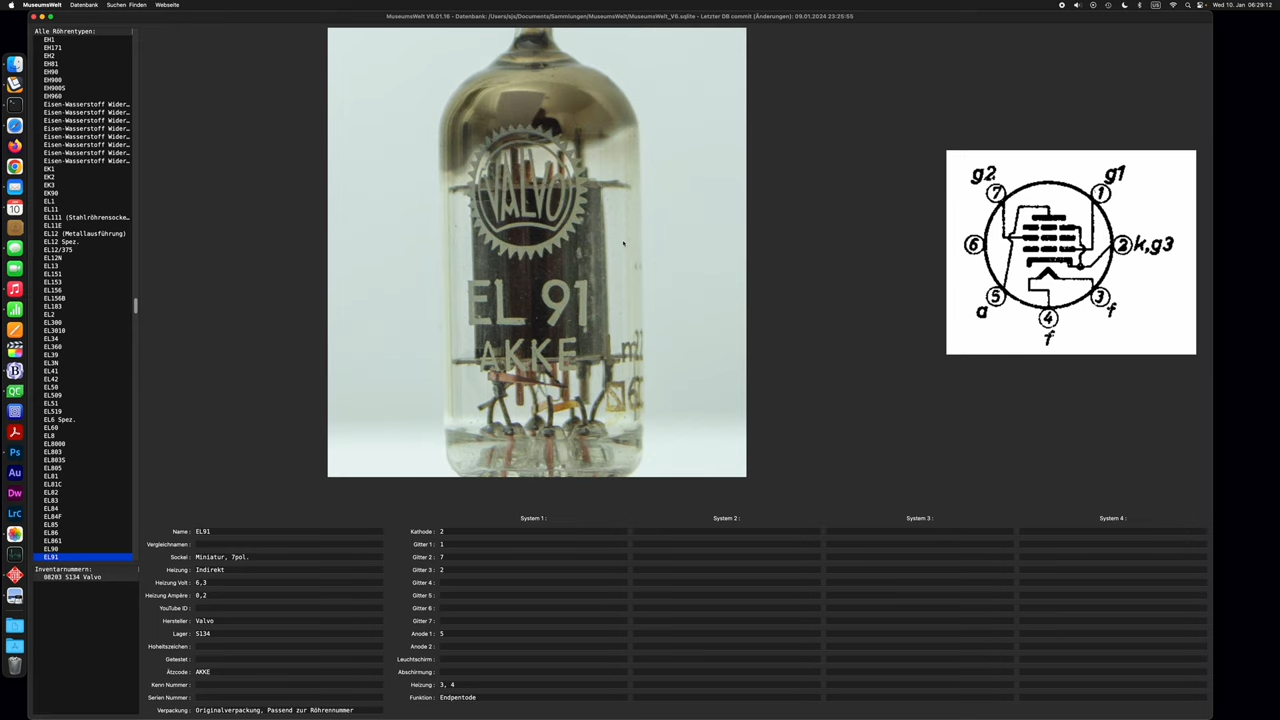 MuseumsWelt Datenbank Suchen Finden Webseite
Wed 10. Jan. 06:29:12
MuseumsWelt V6.01.16 - Datenbank: /Users/sjs/Documents/Sammlungen/MuseumsWelt/MuseumsWelt_V6.sqlite - Letzter DB commit (Änderungen): 09.01.2024 23:25:55
Alle Röhrentypen:
EH1
EH171
EH2
EH81
EH90
EH900
EH900S
EH960
Eisen-Wasserstoff Wider…
Eisen-Wasserstoff Wider…
Eisen-Wasserstoff Wider…
Eisen-Wasserstoff Wider…
Eisen-Wasserstoff Wider…
Eisen-Wasserstoff Wider…
Eisen-Wasserstoff Wider…
Eisen-Wasserstoff Wider…
EK1
EK2
EK3
EK90
EL1
EL11
EL111 (Stahlröhrensocke…
EL11E
EL12 (Metallausführung)
EL12 Spez.
EL12/375
EL12N
EL13
EL151
EL153
EL156
EL156B
EL183
EL2
EL300
EL3010
EL34
EL360
EL39
EL3N
EL41
EL42
EL50
EL509
EL51
EL519
EL6 Spez.
EL60
EL8
EL8000
EL803
EL803S
EL805
EL81
EL81C
EL82
EL83
EL84
EL84F
EL85
EL86
EL861
EL90
EL91
Inventarnummern:
08203 S134 Valvo
VALVO
EL 91
AKKE
g2 g1
7 1
6 2 k,g3
5 3
a f
4
f
System 1 : System 2 : System 3 : System 4 :
Name : EL91
Vergleichnamen :
Sockel : Miniatur, 7pol.
Heizung : Indirekt
Heizung Volt : 6,3
Heizung Ampère : 0,2
YouTube ID :
Hersteller : Valvo
Lager : S134
Hoheitszeichen :
Getestet :
Ätzcode : AKKE
Kenn Nummer :
Serien Nummer :
Verpackung : Originalverpackung, Passend zur Röhrennummer
Kathode : 2
Gitter 1 : 1
Gitter 2 : 7
Gitter 3 : 2
Gitter 4 :
Gitter 5 :
Gitter 6 :
Gitter 7 :
Anode 1 : 5
Anode 2 :
Leuchtschirm :
Abschirmung :
Heizung : 3, 4
Funktion : Endpentode